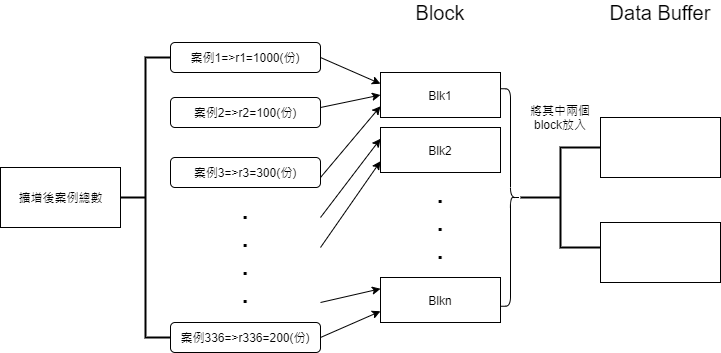 Block
Data Buffer
案例1=>r1=1000(份)
案例2=>r2=100(份)
案例3=>r3=300(份)
案例336=>r336=200(份)
擴增後案例總數
Blk1
Blk2
Blkn
將其中兩個
block放入